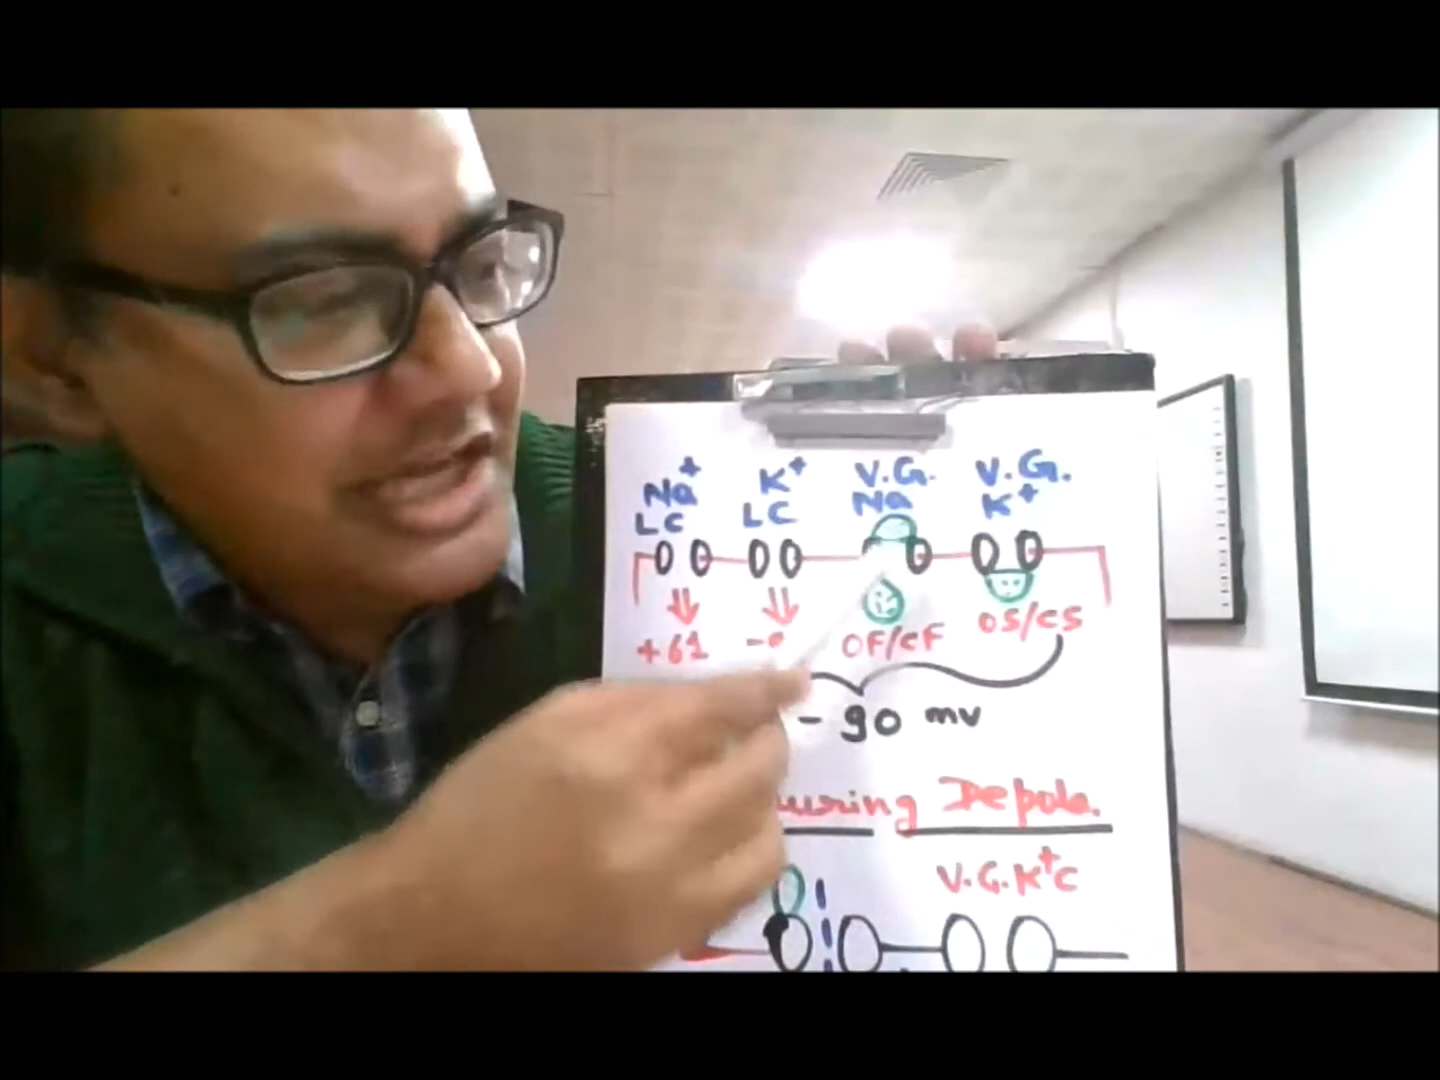 Na+ K+ V.G. V.G.
LC LC Na K+
+61 OF/CF OS/CS
- 90 mv
Depola.
V.G.K+C